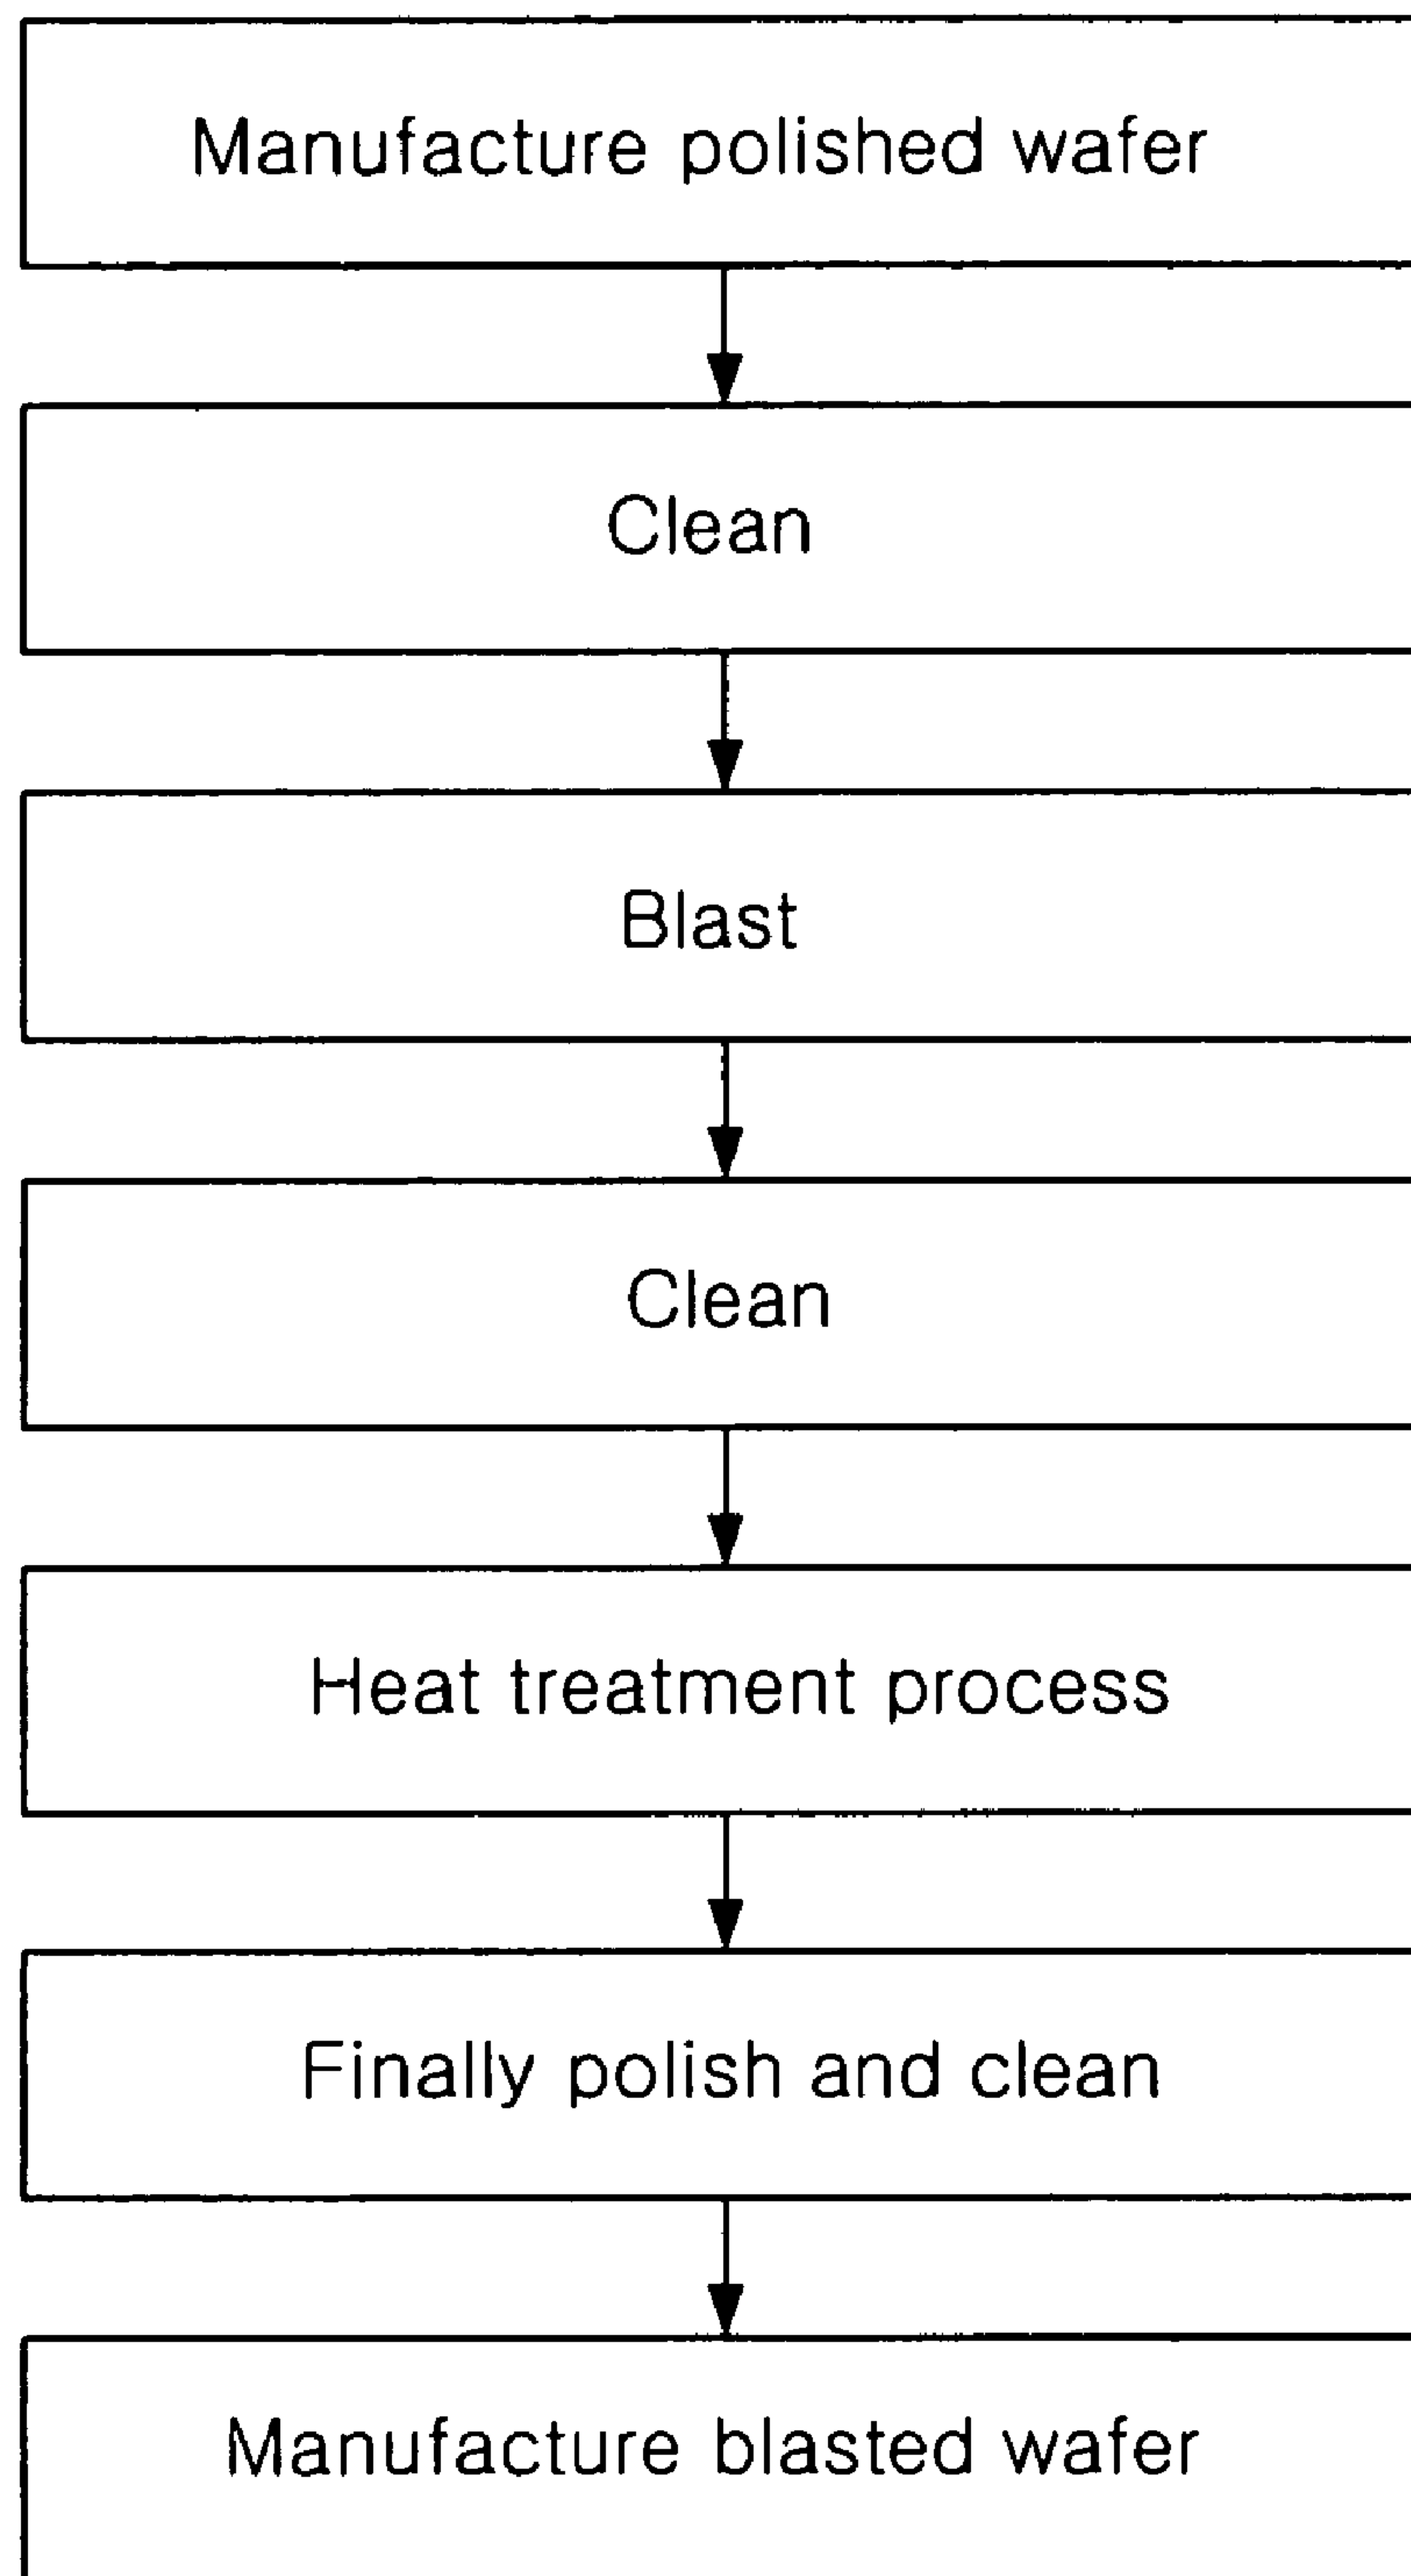 Manufacture polished wafer
Clean
Blast
Clean
Heat treatment process
Finally polish and clean
Manufacture blasted wafer